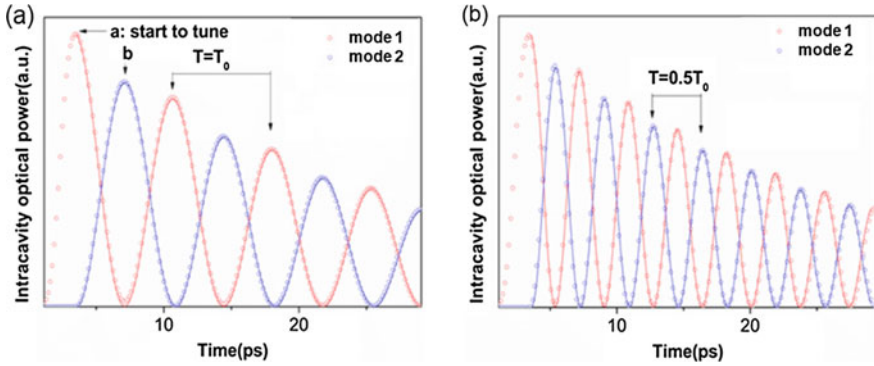 (a)
a: start to tune
b
T=T0
mode 1
mode 2
Intracavity optical power(a.u.)
10
20
Time(ps)
(b)
mode 1
mode 2
T=0.5T0
Intracavity optical power(a.u.)
10
20
Time(ps)